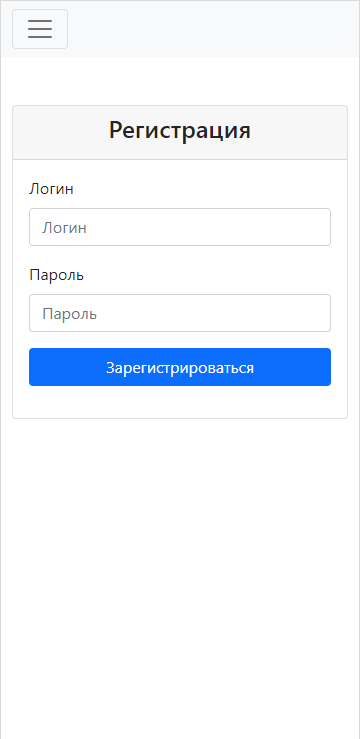 Регистрация
Логин
Логин
Пароль
Пароль
Зарегистрироваться